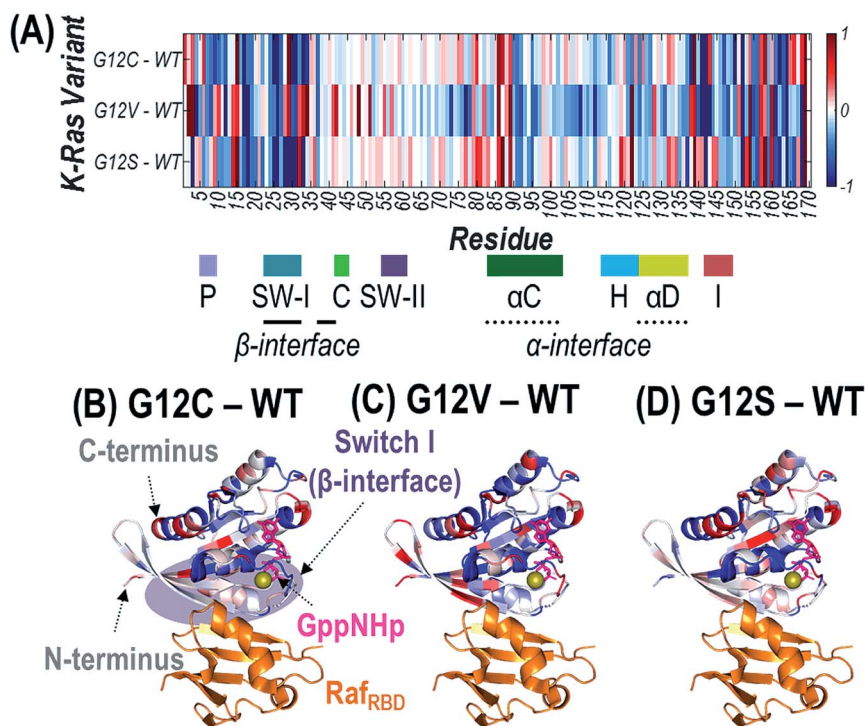 (A)
K-Ras Variant
G12C - WT
G12V - WT
G12S - WT
1
0
-1
5 10 15 20 25 30 35 40 45 50 55 60 65 70 75 80 85 90 95 100 105 110 115 120 125 130 135 140 145 150 155 160 165 170
Residue
P SW-I C SW-II αC H αD I
β-interface α-interface
(B) G12C – WT (C) G12V – WT (D) G12S – WT
C-terminus
Switch I
(β-interface)
GppNHp
N-terminus
RafRBD